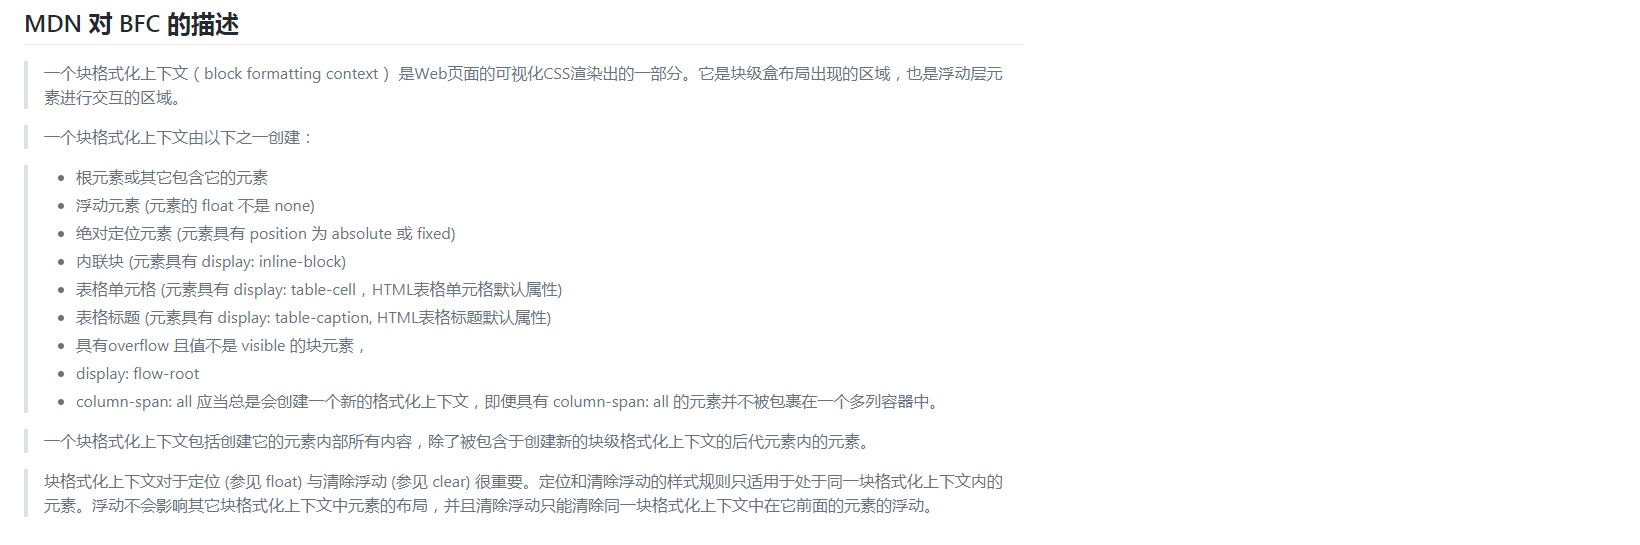 MDN 对 BFC 的描述
一个块格式化上下文（block formatting context） 是Web页面的可视化CSS渲染出的一部分。它是块级盒布局出现的区域，也是浮动层元
素进行交互的区域。
一个块格式化上下文由以下之一创建：
根元素或其它包含它的元素
浮动元素 (元素的 float 不是 none)
绝对定位元素 (元素具有 position 为 absolute 或 fixed)
内联块 (元素具有 display: inline-block)
表格单元格 (元素具有 display: table-cell，HTML表格单元格默认属性)
表格标题 (元素具有 display: table-caption, HTML表格标题默认属性)
具有overflow 且值不是 visible 的块元素，
display: flow-root
column-span: all 应当总是会创建一个新的格式化上下文，即便具有 column-span: all 的元素并不被包裹在一个多列容器中。
一个块格式化上下文包括创建它的元素内部所有内容，除了被包含于创建新的块级格式化上下文的后代元素内的元素。
块格式化上下文对于定位 (参见 float) 与清除浮动 (参见 clear) 很重要。定位和清除浮动的样式规则只适用于处于同一块格式化上下文内的
元素。浮动不会影响其它块格式化上下文中元素的布局，并且清除浮动只能清除同一块格式化上下文中在它前面的元素的浮动。